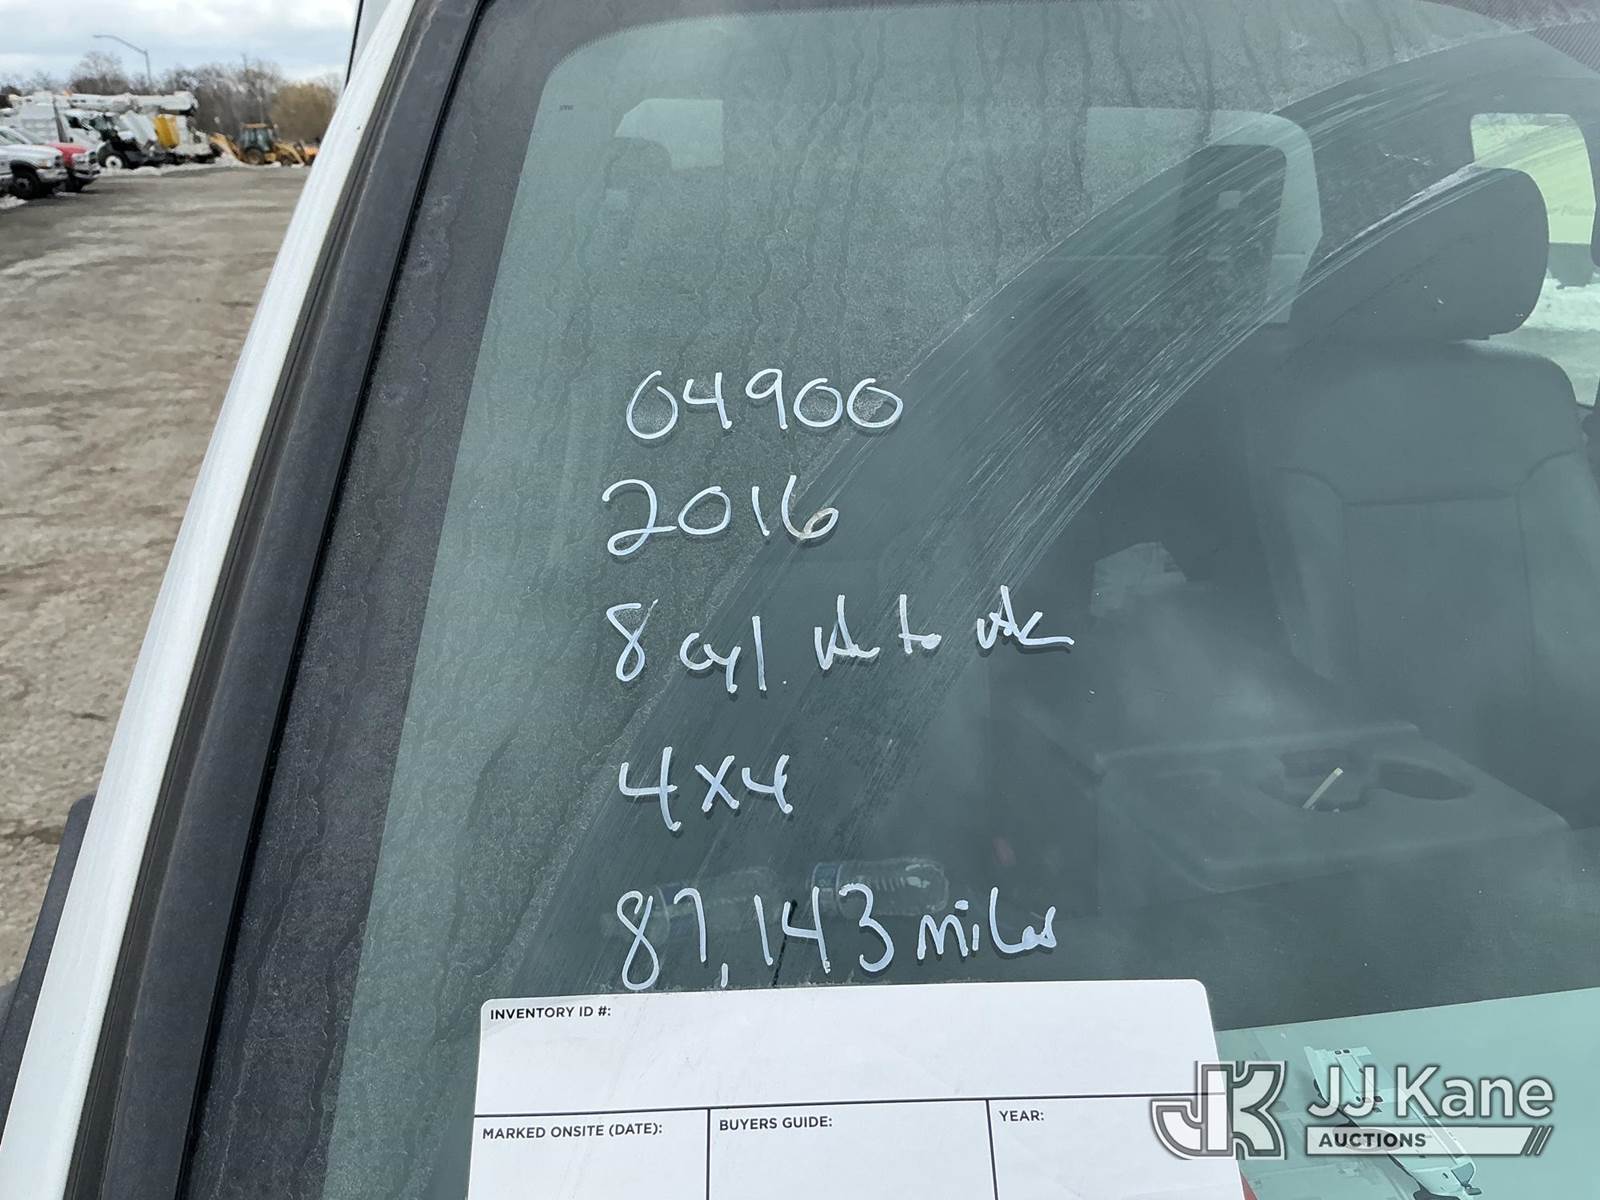 04900
2016
8 cyl. Auto
4x4
87,143 miles
INVENTORY ID #:
MARKED ONSITE (DATE):
BUYERS GUIDE:
YEAR:
JJ Kane
AUCTIONS